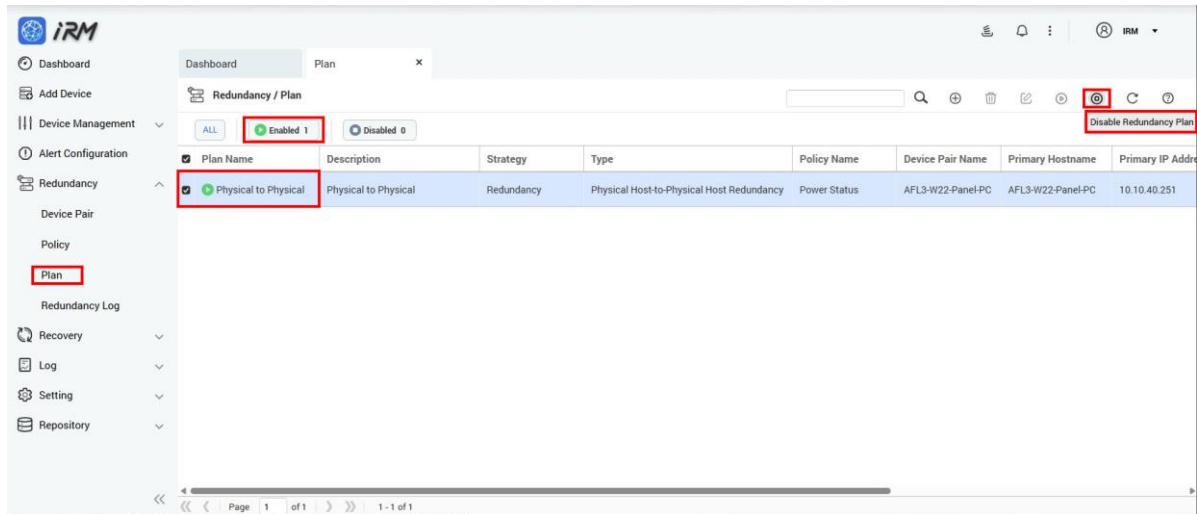 iRM
IRM
Dashboard
Add Device
Device Management
Alert Configuration
Redundancy
Device Pair
Policy
Plan
Redundancy Log
Recovery
Log
Setting
Repository
Dashboard Plan ×
Redundancy / Plan
Disable Redundancy Plan
ALL Enabled 1 Disabled 0
Plan Name Description Strategy Type Policy Name Device Pair Name Primary Hostname Primary IP Addre
Physical to Physical Physical to Physical Redundancy Physical Host-to-Physical Host Redundancy Power Status AFL3-W22-Panel-PC AFL3-W22-Panel-PC 10.10.40.251
Page 1 of 1 1 - 1 of 1